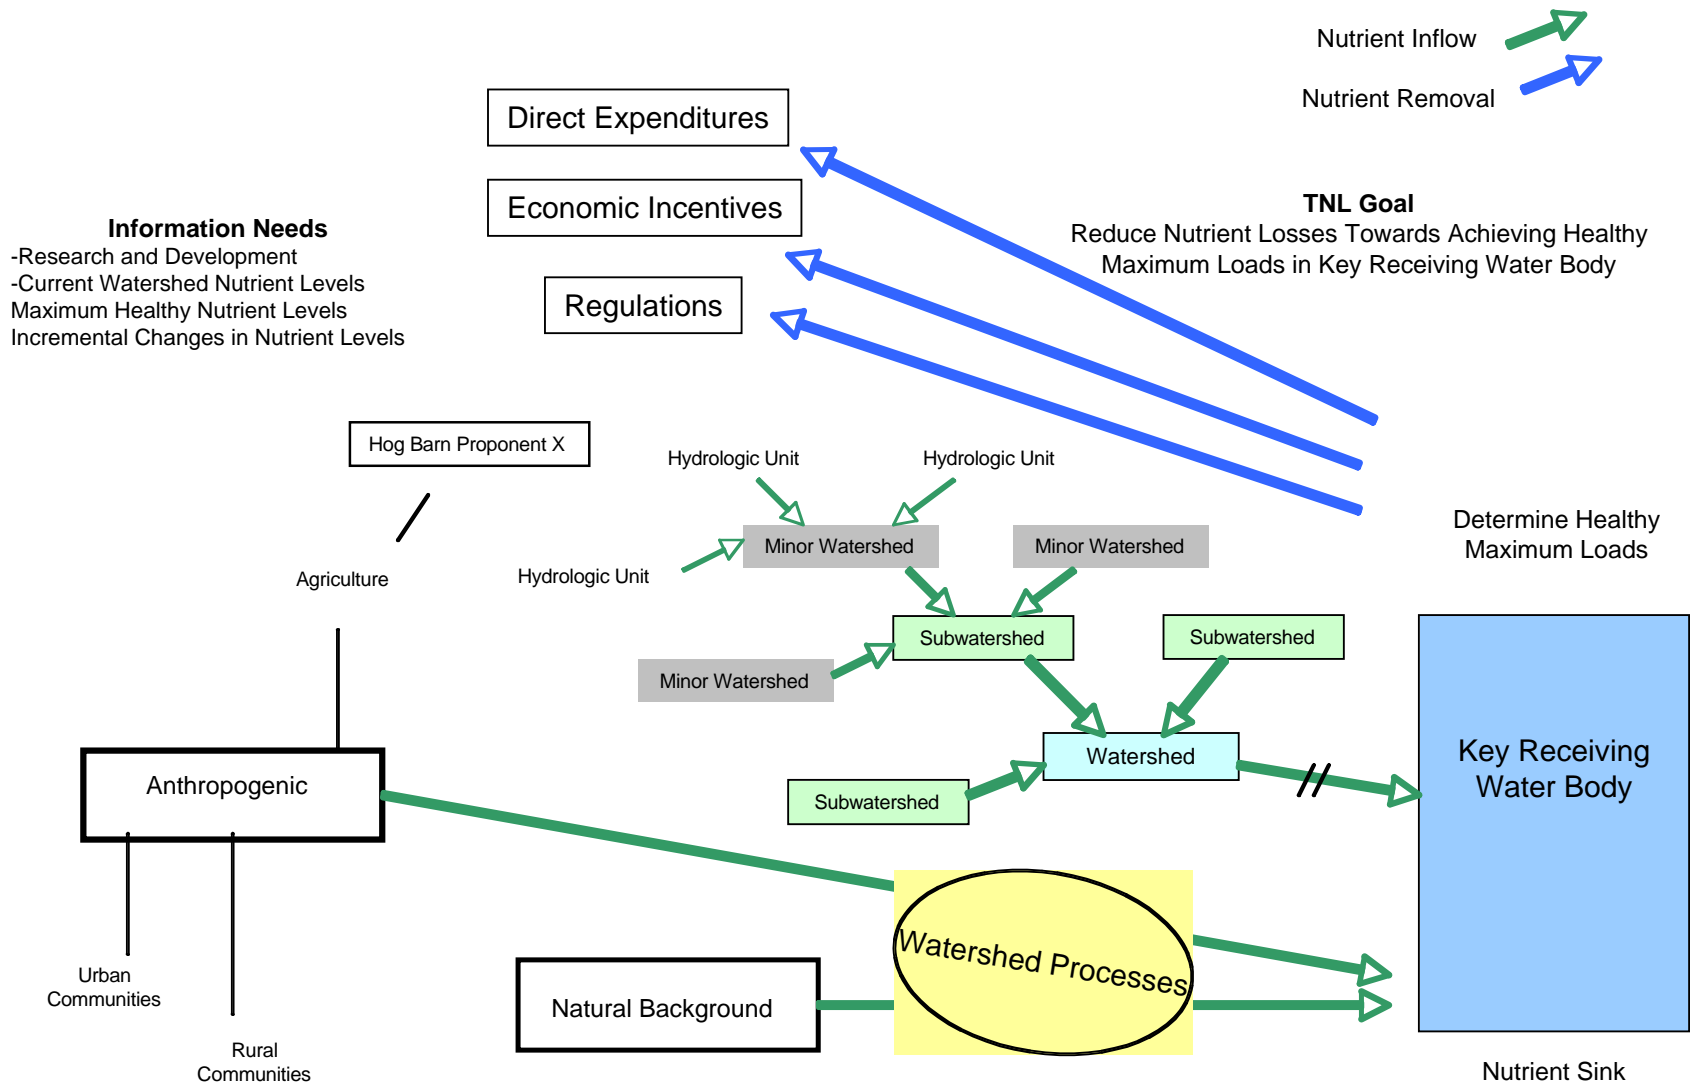 Nutrient Inflow
Nutrient Removal
Direct Expenditures
Economic Incentives
Regulations
TNL Goal
Reduce Nutrient Losses Towards Achieving Healthy
Maximum Loads in Key Receiving Water Body
Information Needs
-Research and Development
-Current Watershed Nutrient Levels
Maximum Healthy Nutrient Levels
Incremental Changes in Nutrient Levels
Hog Barn Proponent X
Hydrologic Unit
Hydrologic Unit
Determine Healthy
Maximum Loads
Minor Watershed
Minor Watershed
Agriculture
Hydrologic Unit
Subwatershed
Subwatershed
Minor Watershed
Watershed
Key Receiving
Water Body
Anthropogenic
Subwatershed
Watershed Processes
Urban
Communities
Natural Background
Rural
Communities
Nutrient Sink